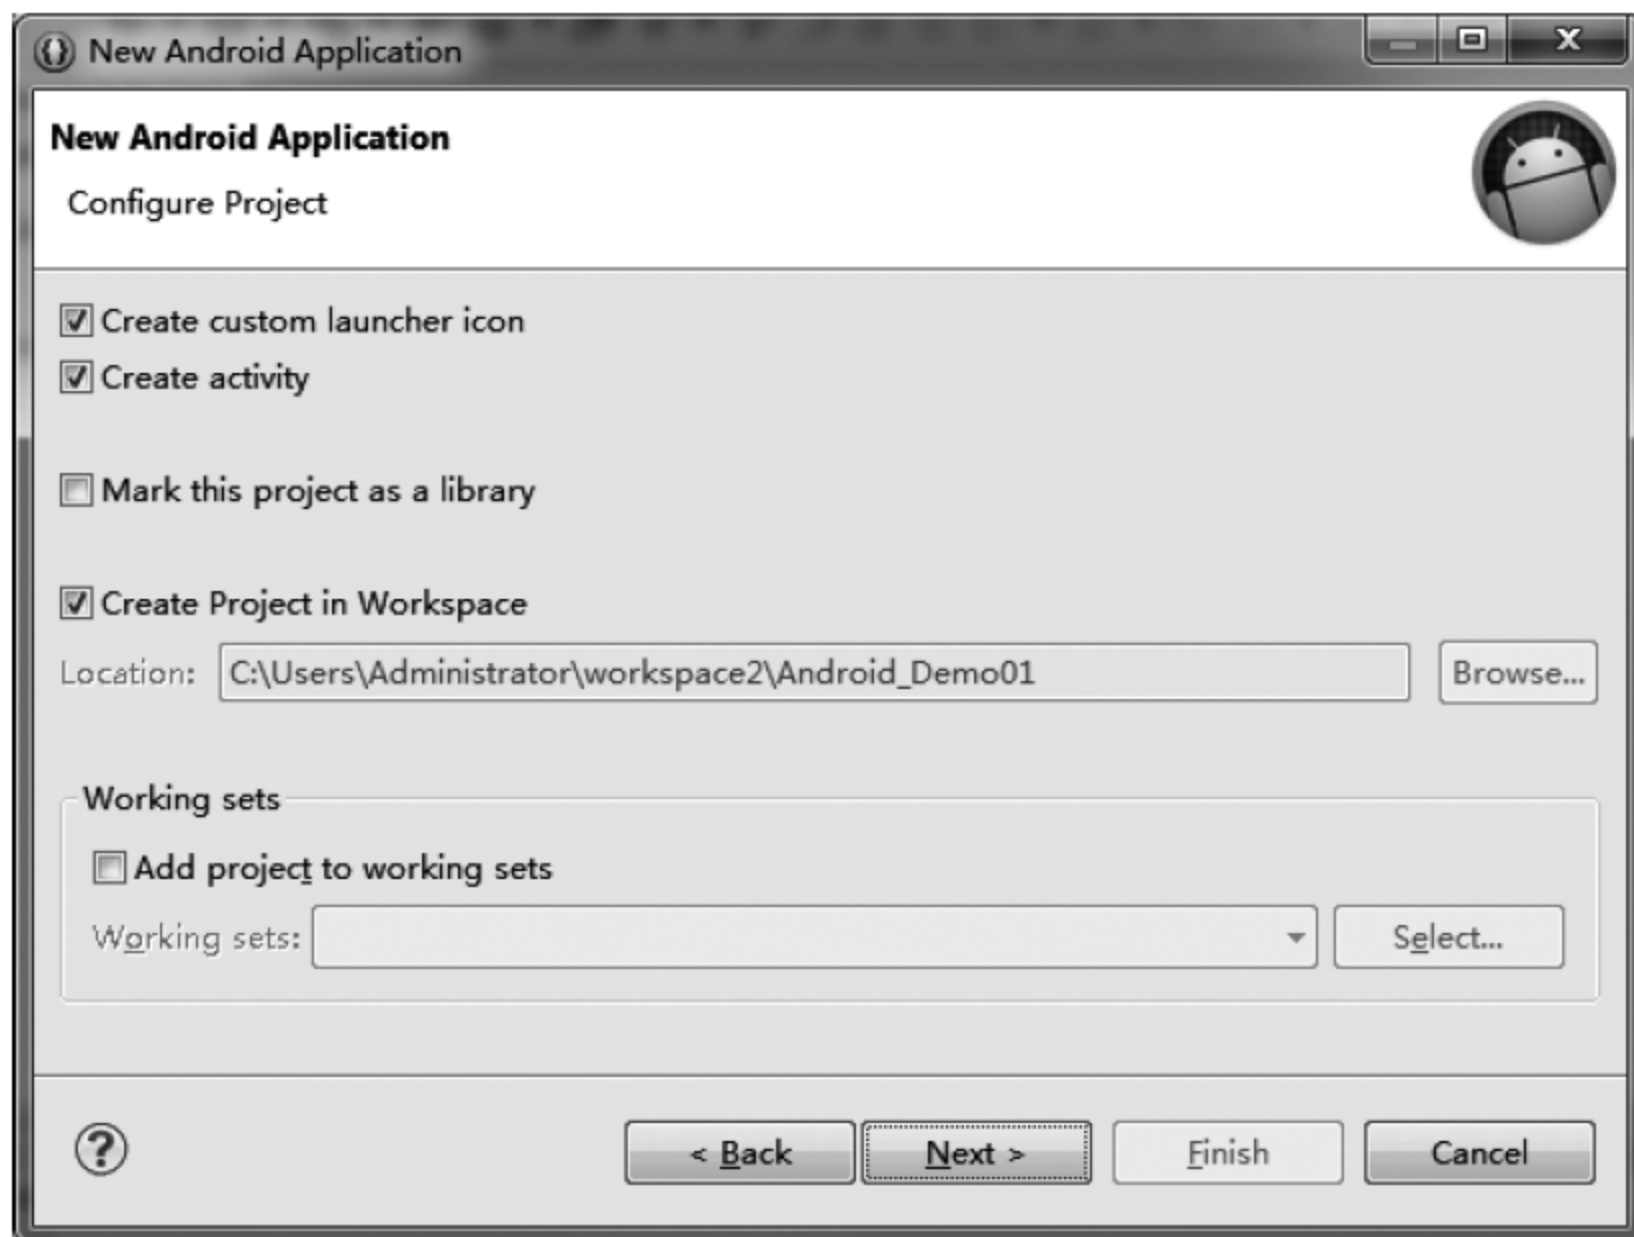 New Android Application
New Android Application
Configure Project
Create custom launcher icon
Create activity
Mark this project as a library
Create Project in Workspace
Location: C:\Users\Administrator\workspace2\Android_Demo01 Browse...
Working sets
Add project to working sets
Working sets: Select...
< Back Next > Finish Cancel